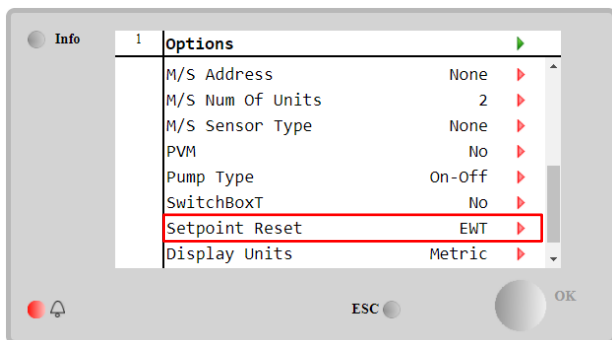 Info
1 Options
M/S Address None
M/S Num Of Units 2
M/S Sensor Type None
PVM No
Pump Type On-Off
SwitchBoxT No
Setpoint Reset EWT
Display Units Metric
ESC
OK